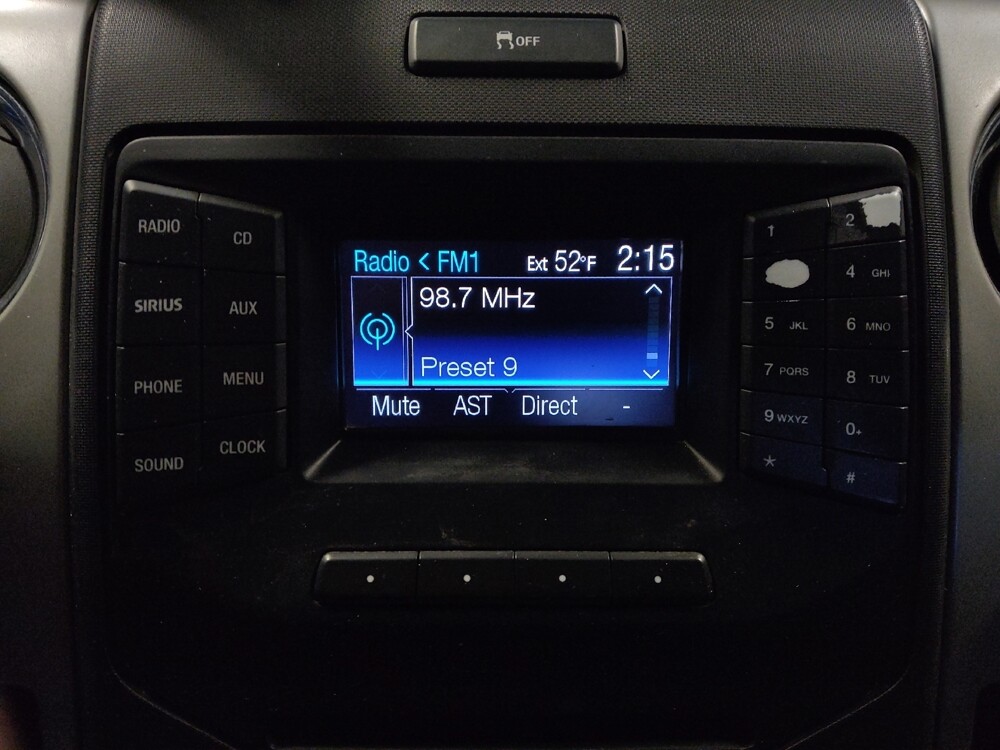 OFF
RADIO
CD
SIRIUS
AUX
PHONE
MENU
SOUND
CLOCK
Radio < FM1 Ext 52°F 2:15
98.7 MHz
Preset 9
Mute AST Direct -
1
2
4 GHI
5 JKL
6 MNO
7 PQRS
8 TUV
9 WXYZ
0+
*
#